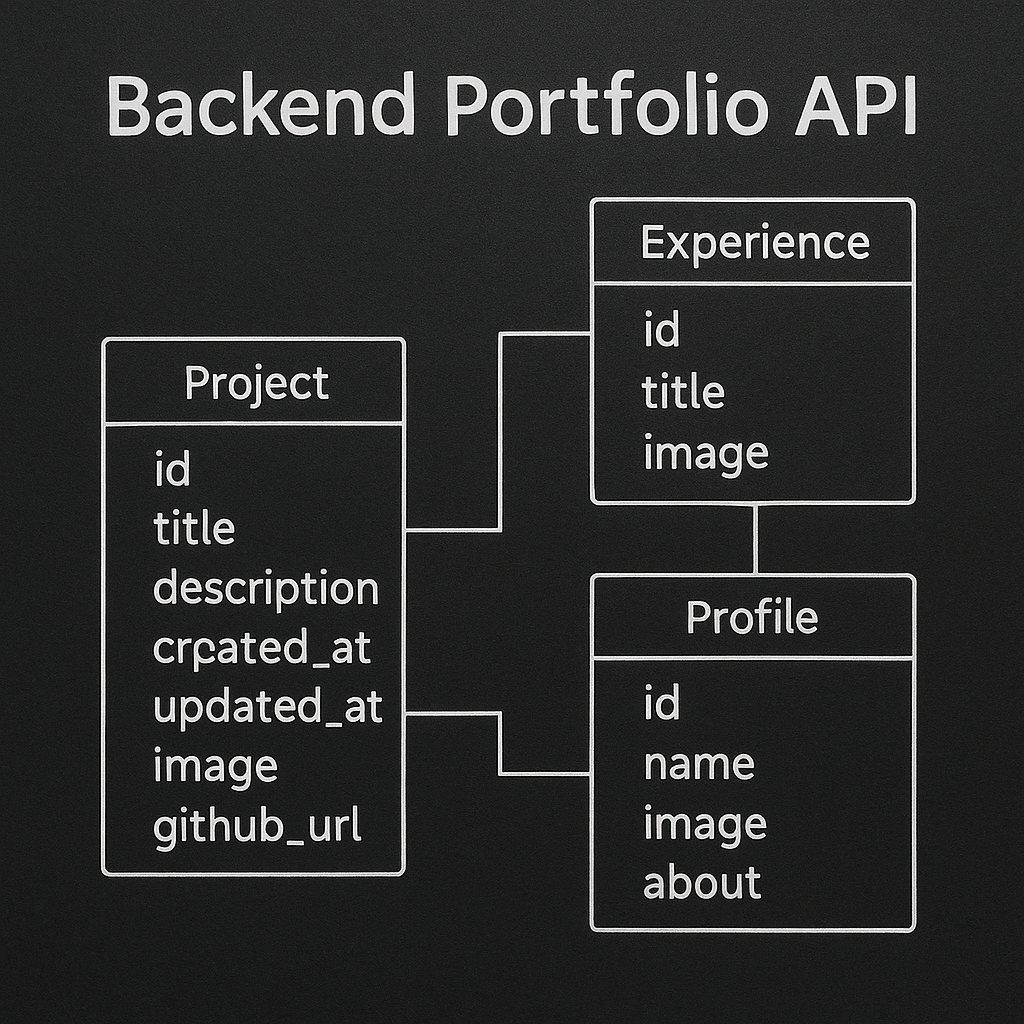 Backend Portfolio API
Project
id
title
description
crpated_at
updated_at
image
github_url
Experience
id
title
image
Profile
id
name
image
about